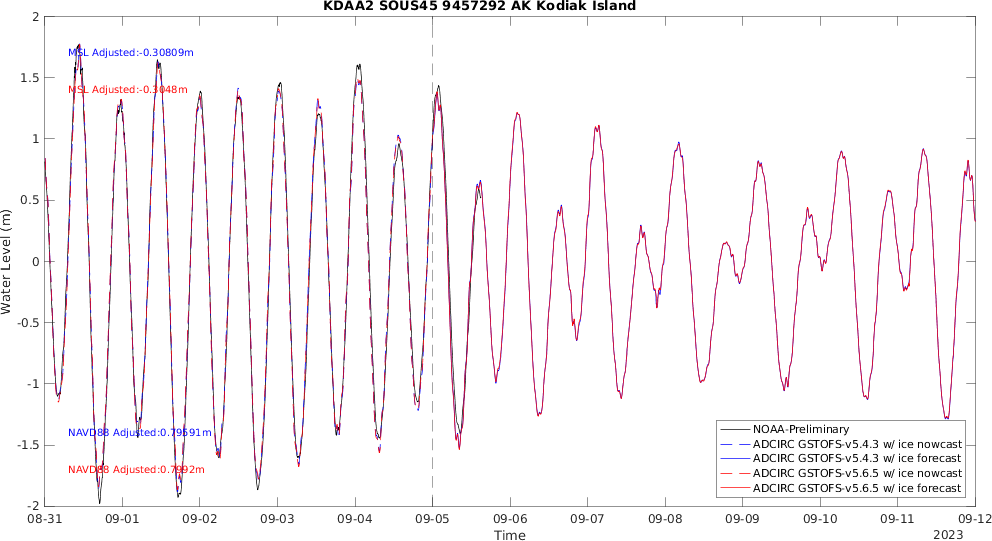 KDAA2 SOUS45 9457292 AK Kodiak Island
2
MSL Adjusted:-0.30809m
1.5
MSL Adjusted:-0.3048m
1
0.5
Water Level (m)
0
-0.5
-1
NAVD88 Adjusted:0.79591m
-1.5
NAVD88 Adjusted:0.7992m
-2
NOAA-Preliminary
ADCIRC GSTOFS-v5.4.3 w/ ice nowcast
ADCIRC GSTOFS-v5.4.3 w/ ice forecast
ADCIRC GSTOFS-v5.6.5 w/ ice nowcast
ADCIRC GSTOFS-v5.6.5 w/ ice forecast
08-31 09-01 09-02 09-03 09-04 09-05 09-06 09-07 09-08 09-09 09-10 09-11 09-12
Time
2023